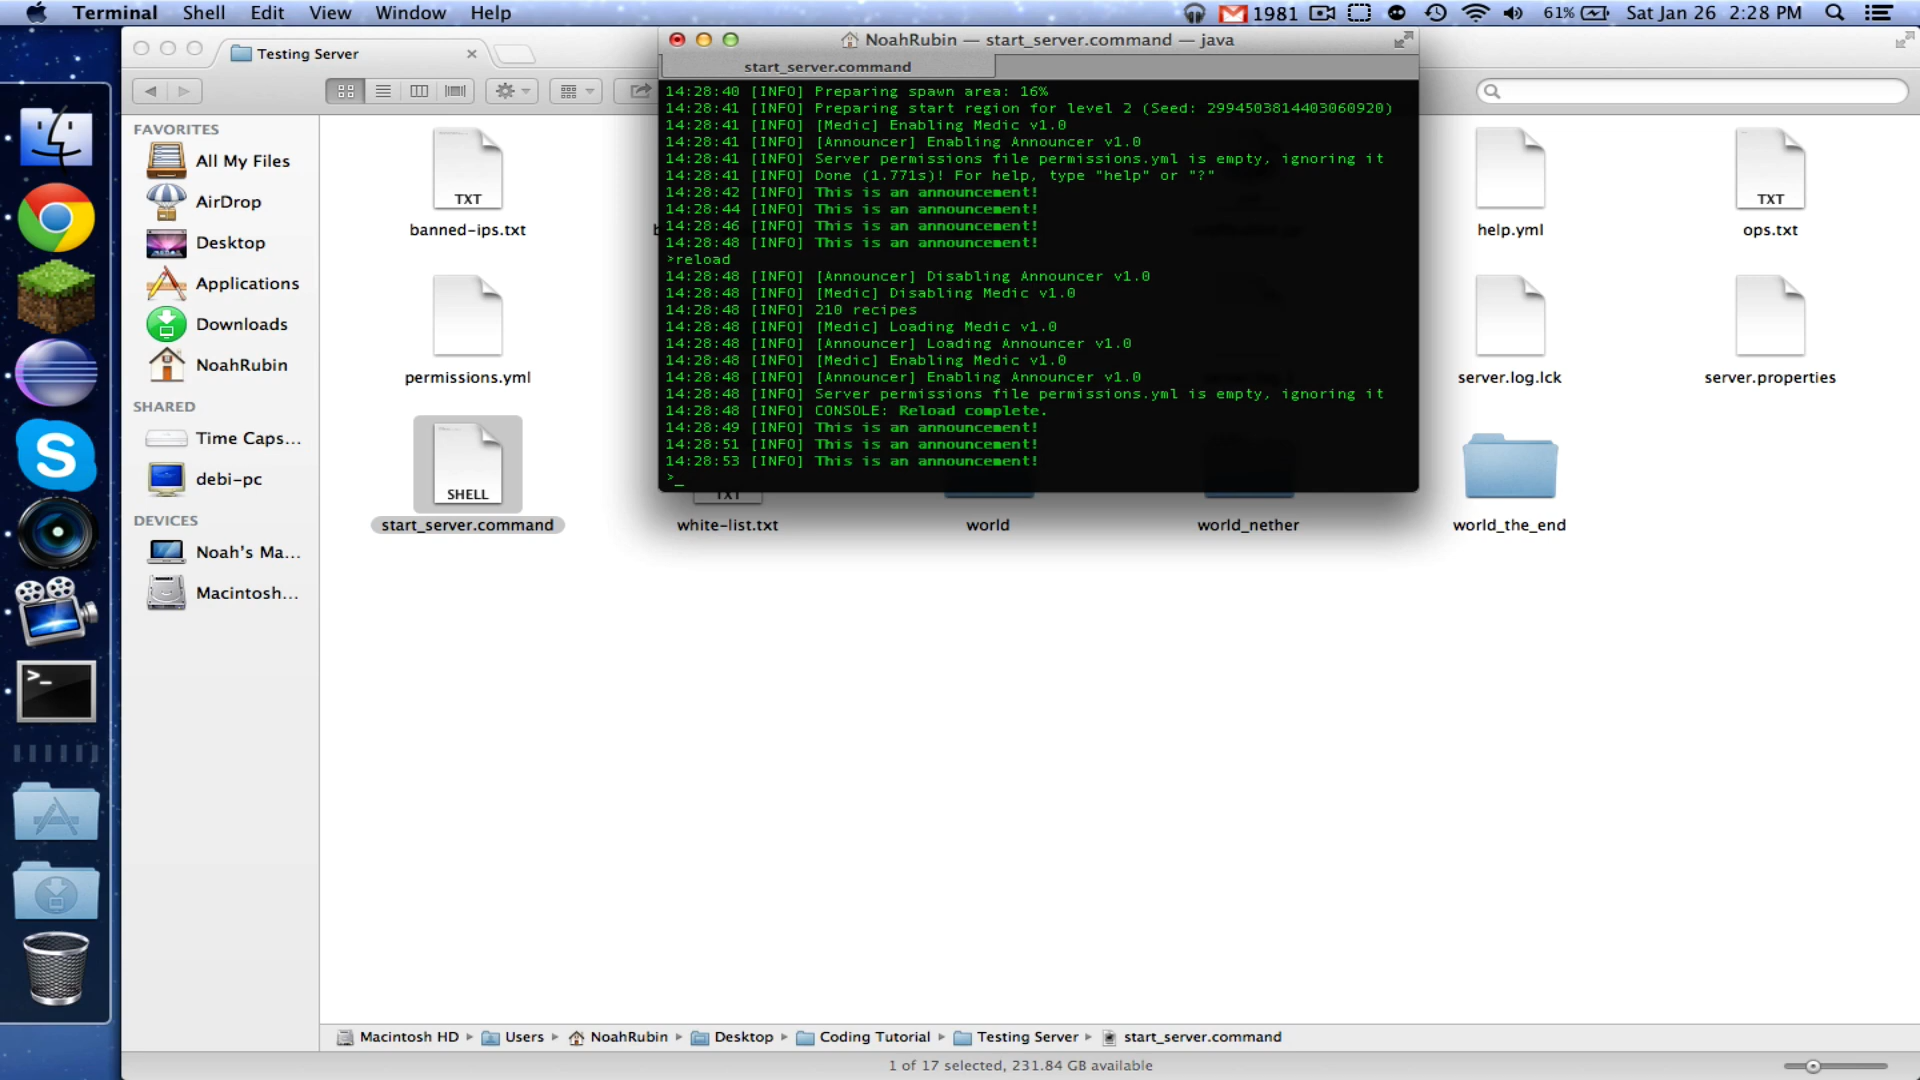 Terminal Shell Edit View Window Help 1981 61% Sat Jan 26 2:28 PM
Testing Server
NoahRubin — start_server.command — java
start_server.command
14:28:40 [INFO] Preparing spawn area: 16%
14:28:41 [INFO] Preparing start region for level 2 (Seed: 2994503814403060920)
14:28:41 [INFO] [Medic] Enabling Medic v1.0
14:28:41 [INFO] [Announcer] Enabling Announcer v1.0
14:28:41 [INFO] Server permissions file permissions.yml is empty, ignoring it
14:28:41 [INFO] Done (1.771s)! For help, type "help" or "?"
14:28:42 [INFO] This is an announcement!
14:28:44 [INFO] This is an announcement!
14:28:46 [INFO] This is an announcement!
14:28:48 [INFO] This is an announcement!
>reload
14:28:48 [INFO] [Announcer] Disabling Announcer v1.0
14:28:48 [INFO] [Medic] Disabling Medic v1.0
14:28:48 [INFO] 210 recipes
14:28:48 [INFO] [Medic] Loading Medic v1.0
14:28:48 [INFO] [Announcer] Loading Announcer v1.0
14:28:48 [INFO] [Medic] Enabling Medic v1.0
14:28:48 [INFO] [Announcer] Enabling Announcer v1.0
14:28:48 [INFO] Server permissions file permissions.yml is empty, ignoring it
14:28:48 [INFO] CONSOLE: Reload complete.
14:28:49 [INFO] This is an announcement!
14:28:51 [INFO] This is an announcement!
14:28:53 [INFO] This is an announcement!
>_
FAVORITES
All My Files
AirDrop
Desktop
Applications
Downloads
NoahRubin
SHARED
Time Caps...
debi-pc
DEVICES
Noah's Ma...
Macintosh...
TXT
banned-ips.txt
help.yml
TXT
ops.txt
permissions.yml
server.log.lck
server.properties
SHELL
start_server.command
TXT
white-list.txt
world
world_nether
world_the_end
Macintosh HD Users NoahRubin Desktop Coding Tutorial Testing Server start_server.command
1 of 17 selected, 231.84 GB available